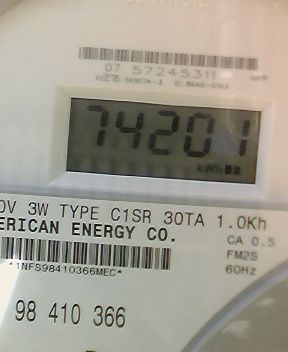 07 57245311
74201
kWh
0V 3W TYPE C1SR 30TA 1.0Kh
ERICAN ENERGY CO.
CA 0.5
FM2S
*1NFS98410366MEC*
60Hz
98 410 366